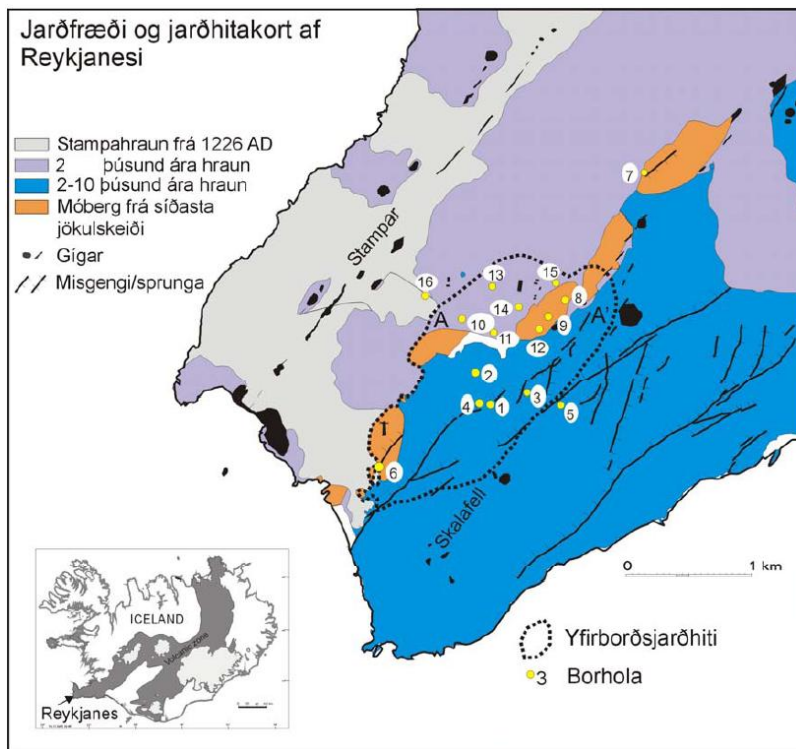 Jarðfræði og jarðhitakort af
Reykjanesi
Stampahraun frá 1226 AD
2 þúsund ára hraun
2-10 þúsund ára hraun
Móberg frá síðasta
jökulskeiði
Gígar
Misgengi/sprunga
Stampar
7
16
13
15
14
8
A
A'
10
9
11
12
2
3
4
1
5
T
6
Skálafell
0 1 km
Yfirborðsjarðhiti
3 Borhola
ICELAND
Vulcanic zone
Reykjanes